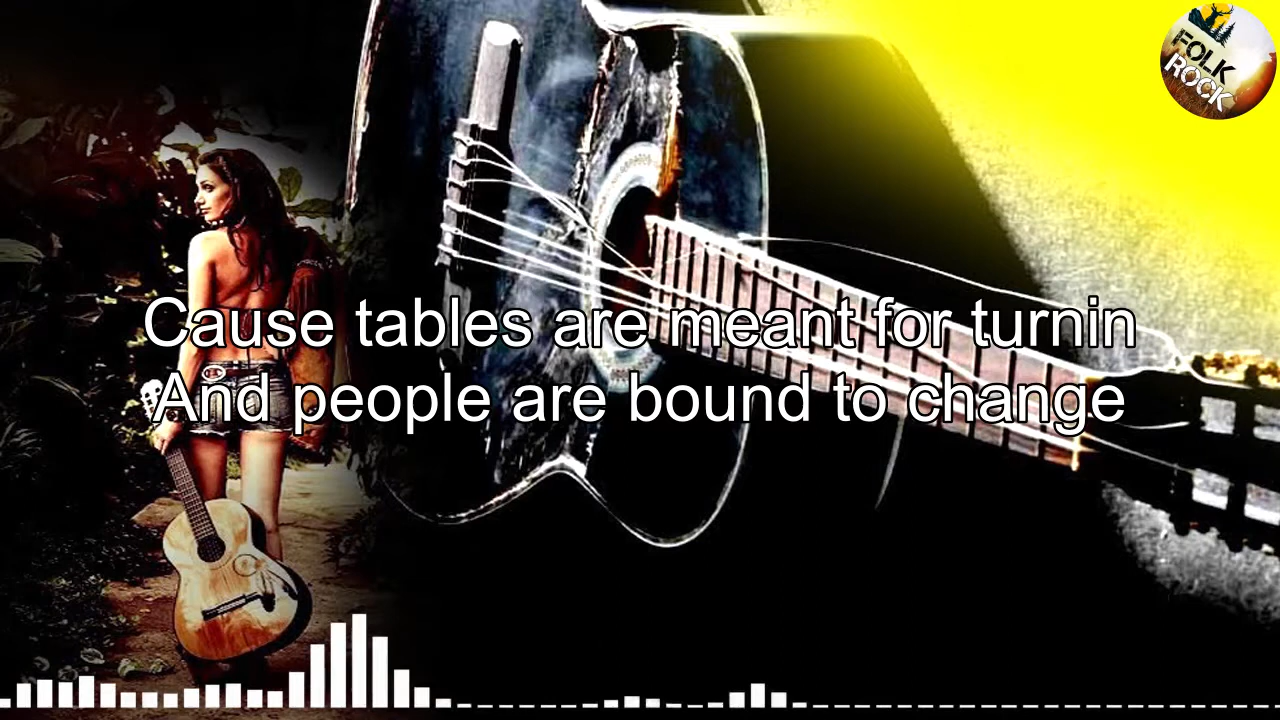 FOLK
ROCK
Cause tables are meant for turnin
And people are bound to change